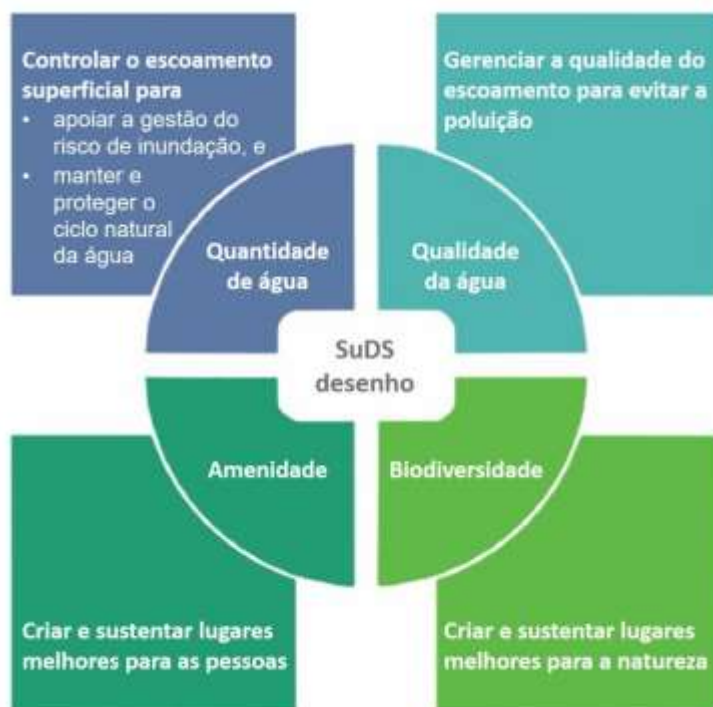 Controlar o escoamento
superficial para
• apoiar a gestão do
risco de inundação, e
• manter e
proteger o
ciclo natural
da água
Gerenciar a qualidade do
escoamento para evitar a
poluição
Quantidade
de água
Qualidade
da água
SuDS
desenho
Amenidade
Biodiversidade
Criar e sustentar lugares
melhores para as pessoas
Criar e sustentar lugares
melhores para a natureza